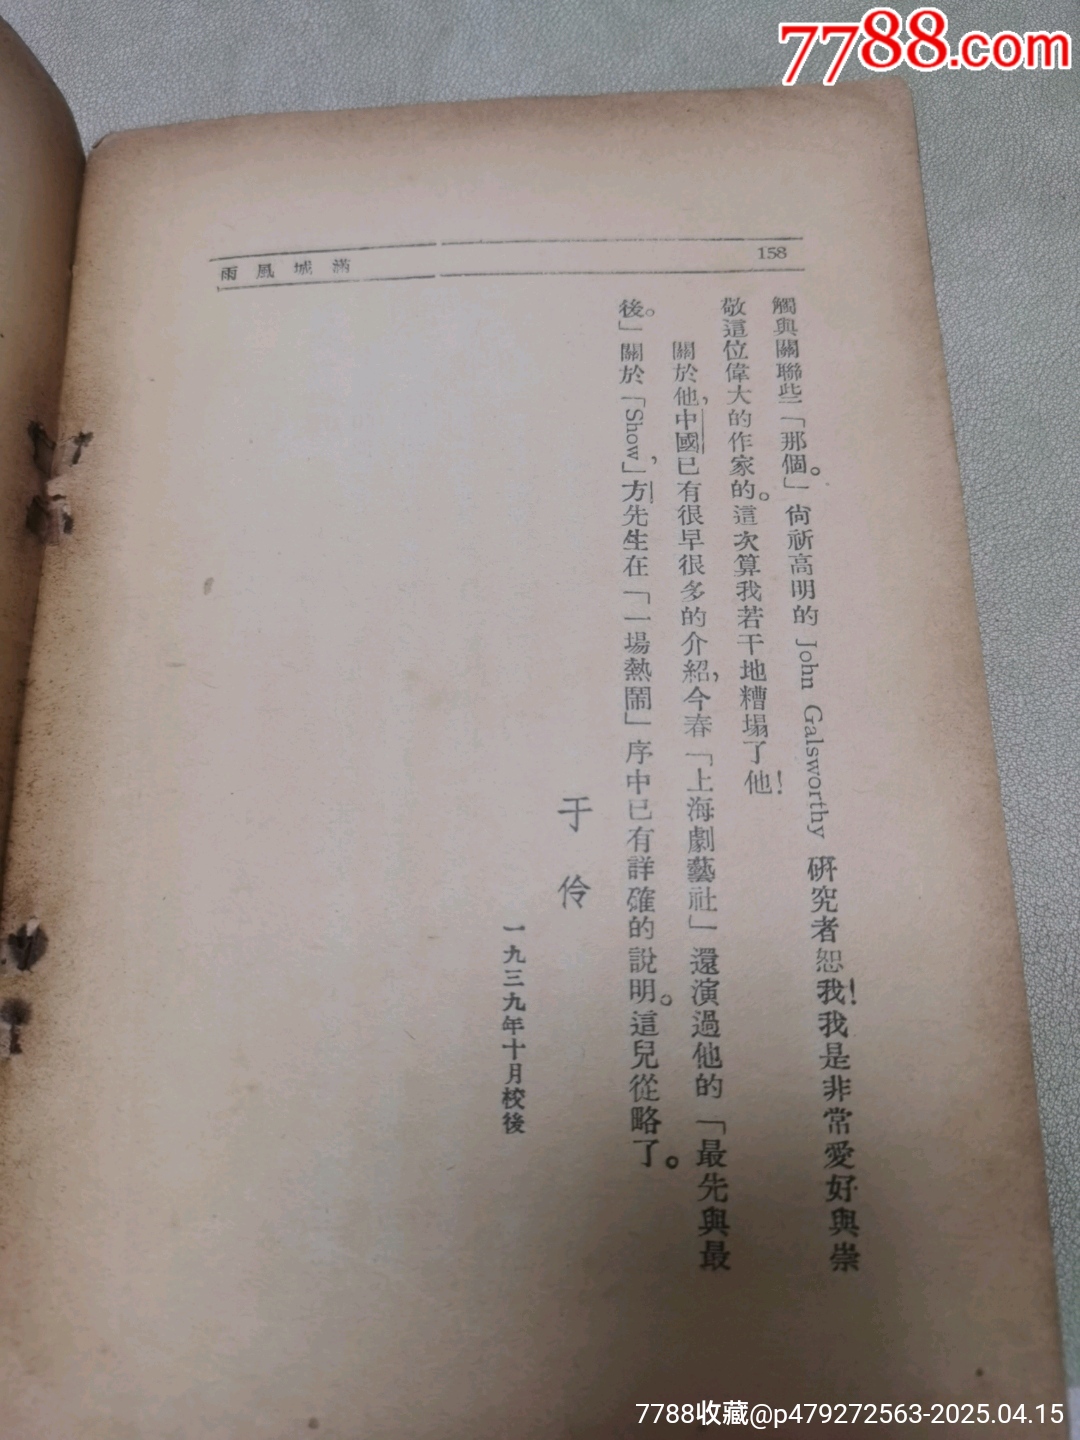 7788.com
158
滿城風雨
觸與關聯些「那個。」尙祈高明的 John Galsworthy 硏究者恕我！我是非常愛好與崇
敬這位偉大的作家的。這次算我若干地糟塌了他！
關於他，中國已有很早很多的介紹，今春「上海劇藝社」還演過他的「最先與最
後。」關於「Show」，方先生在「一場熱鬧」序中已有詳確的說明。這兒從略了。
于伶
一九三九年十月校後
7788收藏@p479272563-2025.04.15